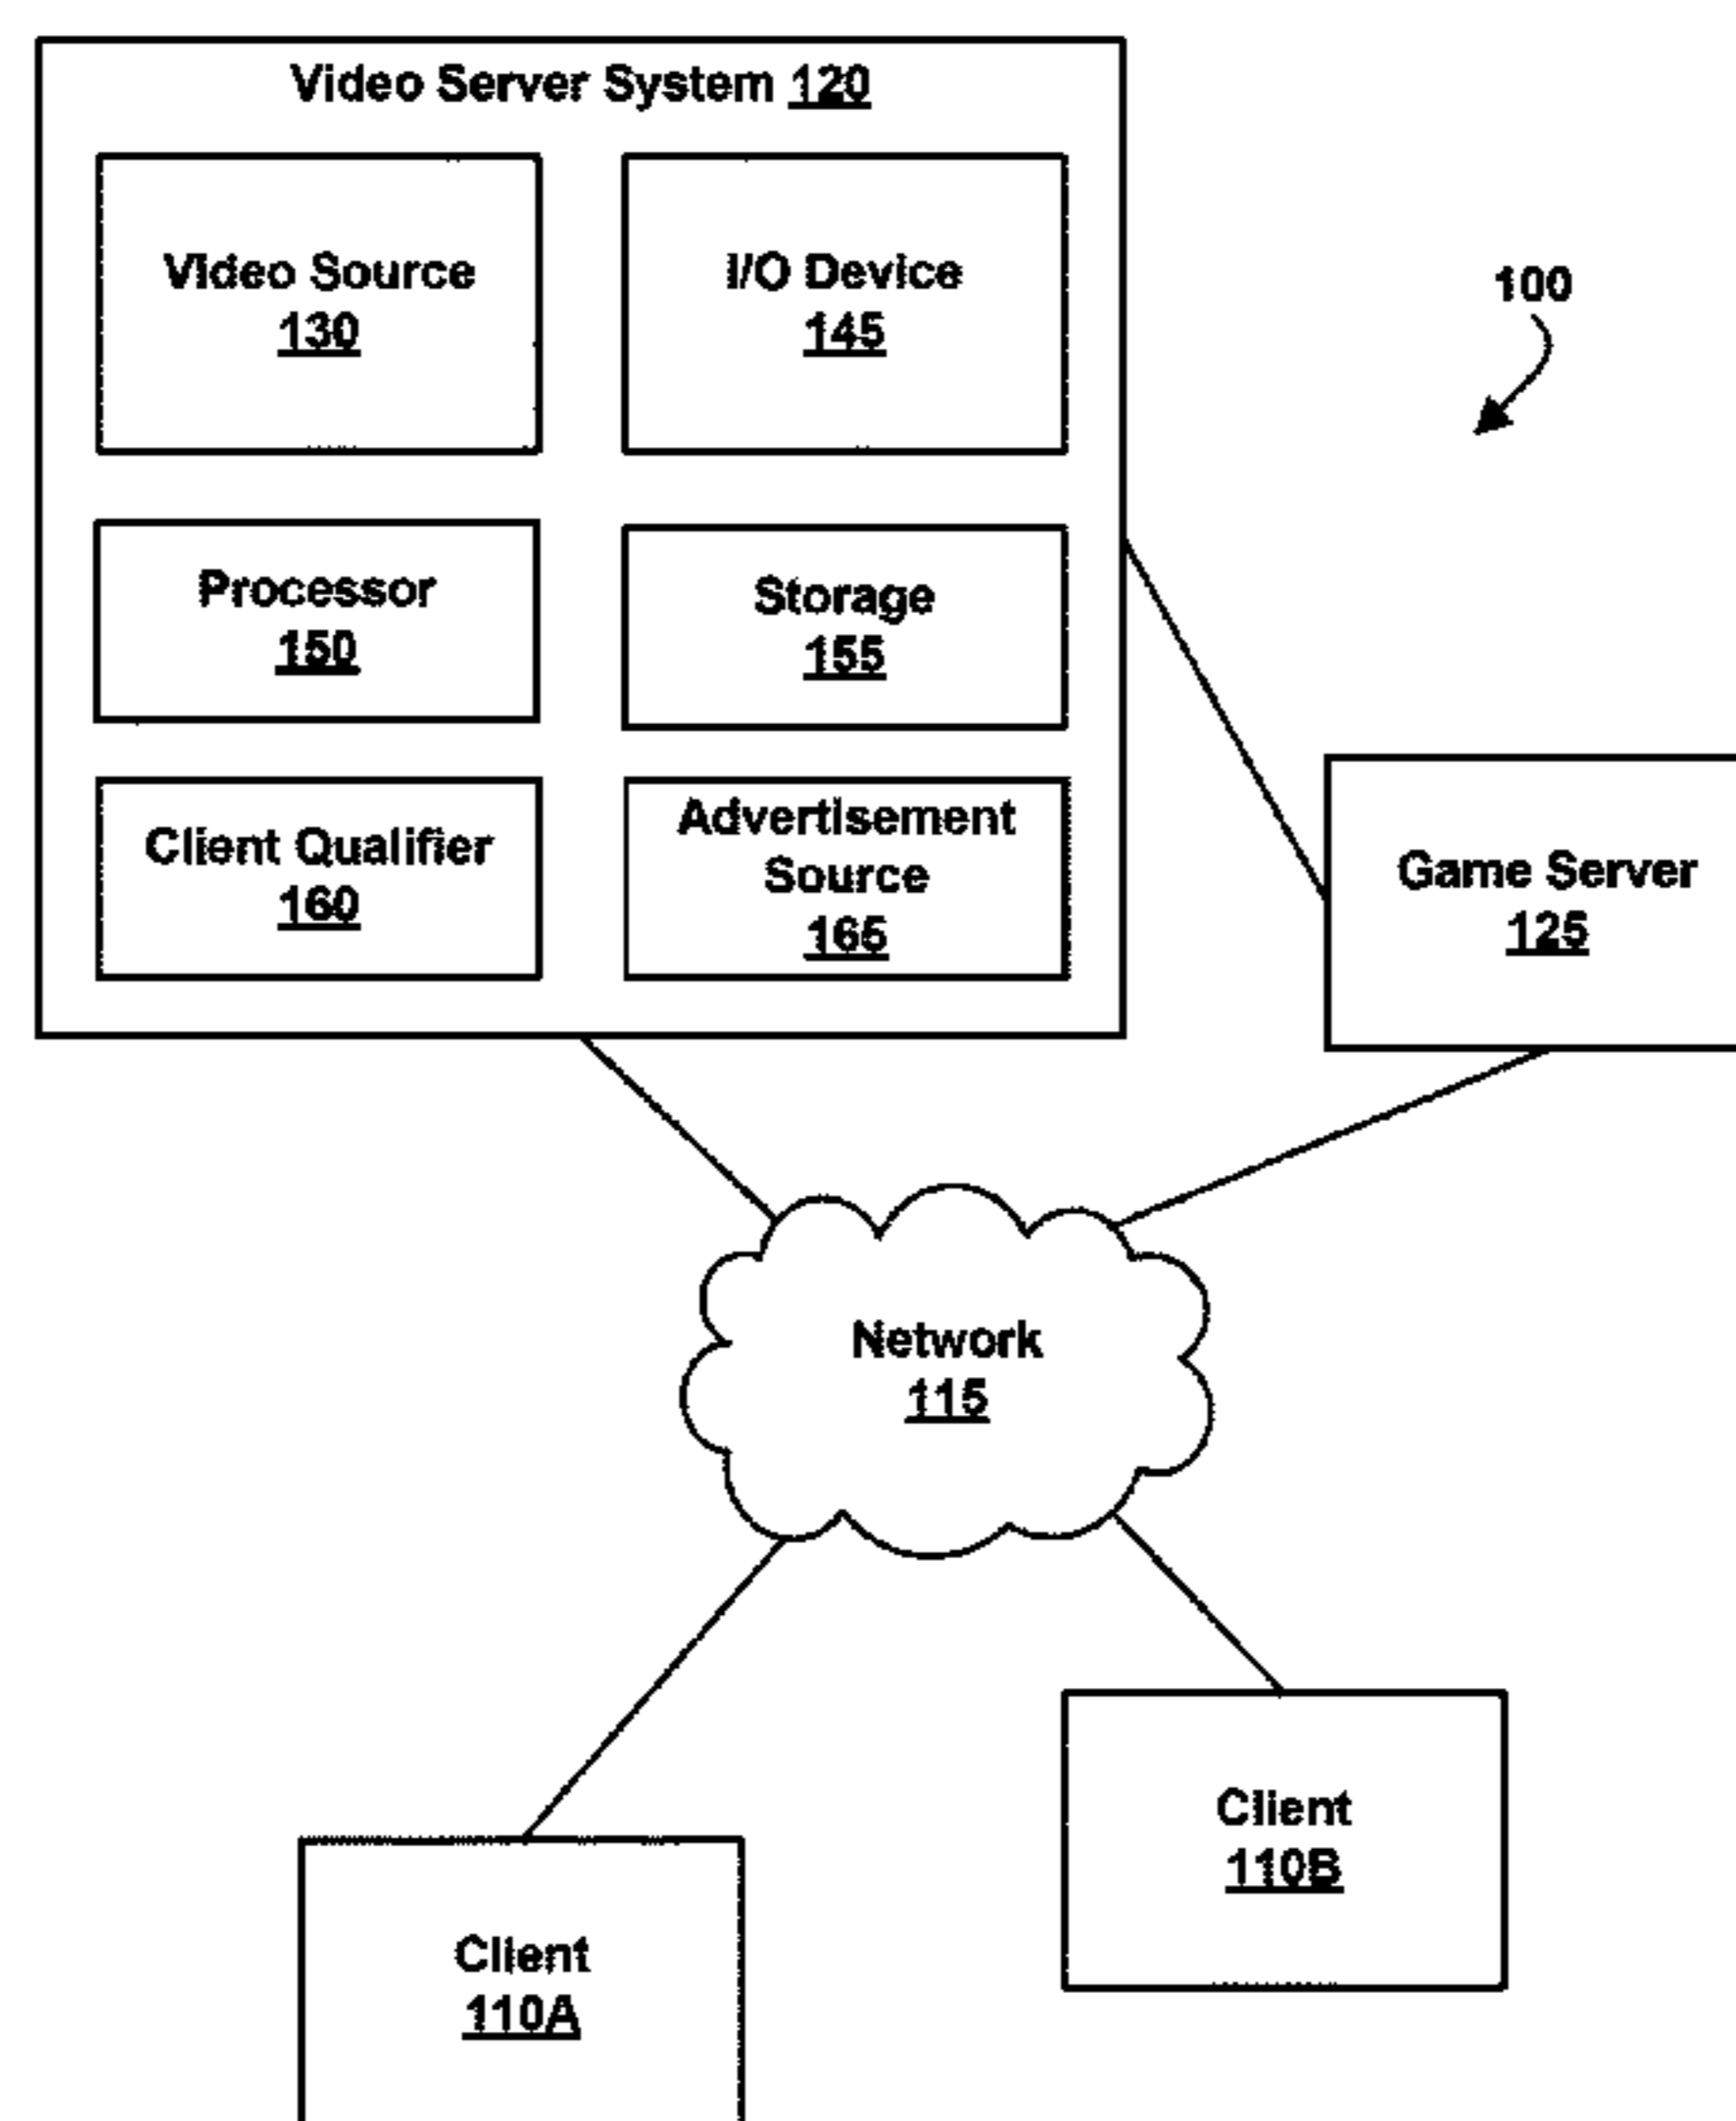 Video Server System 120
Video Source
130
I/O Device
145
100
Processor
150
Storage
155
Client Qualifier
160
Advertisement
Source
165
Game Server
125
Network
115
Client
110B
Client
110A